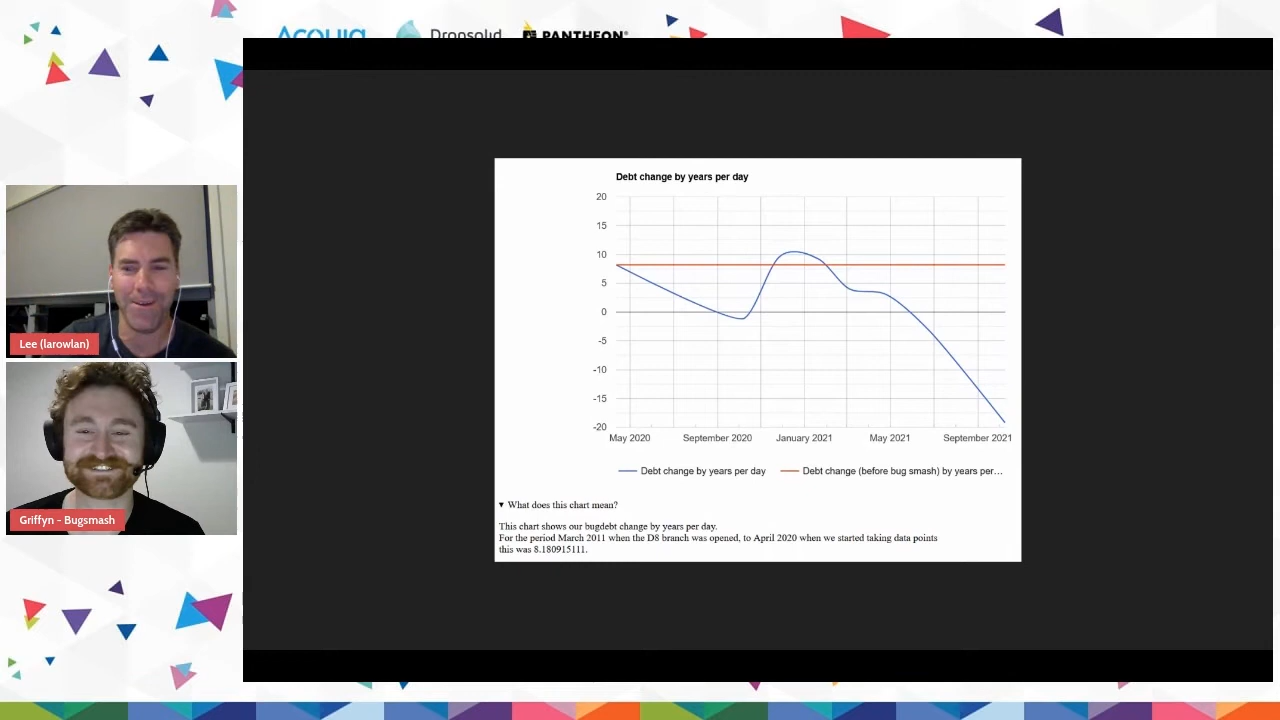 ACQUIA Dropsolid PANTHEON®
Debt change by years per day
20
15
10
5
0
-5
-10
-15
-20
May 2020 September 2020 January 2021 May 2021 September 2021
Debt change by years per day Debt change (before bug smash) by years per…
▼ What does this chart mean?
This chart shows our bugdebt change by years per day.
For the period March 2011 when the D8 branch was opened, to April 2020 when we started taking data points
this was 8.180915111.
Lee (larowlan)
Griffyn - Bugsmash